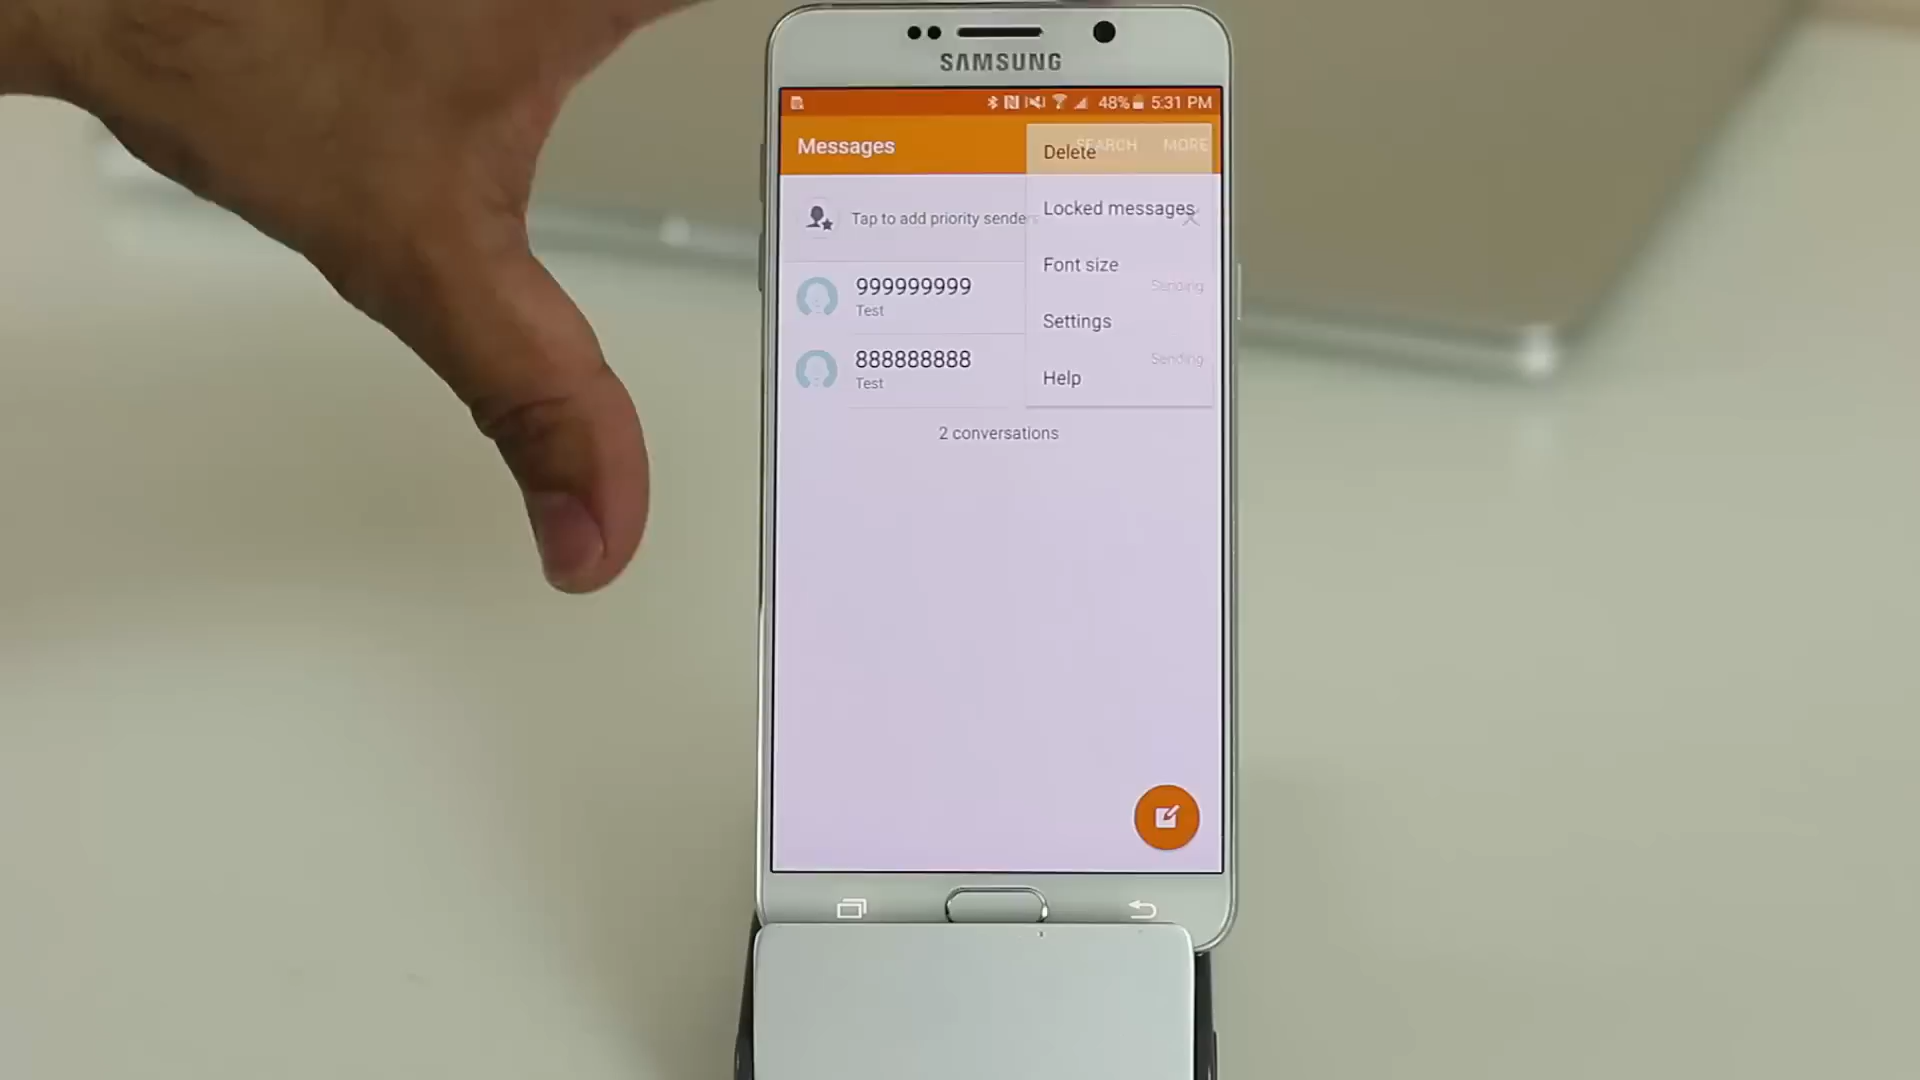 SAMSUNG
48% 5:31 PM
Messages
SEARCH
MORE
Delete
Tap to add priority senders
Locked messages
Font size
999999999
Test
Sending
Settings
888888888
Test
Sending
Help
2 conversations